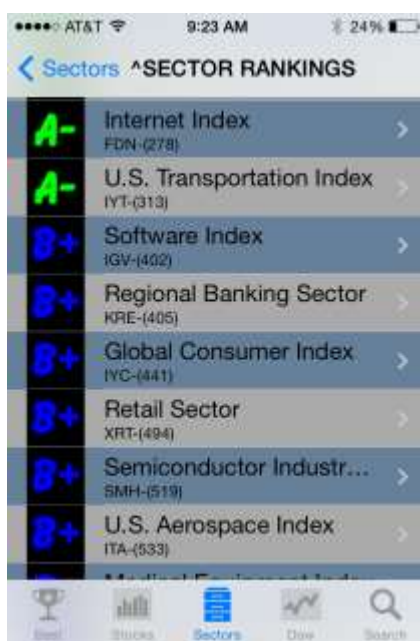 AT&T 9:23 AM 24%
Sectors ^SECTOR RANKINGS
A- Internet Index
FDN-(278)
A- U.S. Transportation Index
IYT-(313)
B+ Software Index
IGV-(402)
B+ Regional Banking Sector
KRE-(405)
B+ Global Consumer Index
IYC-(441)
B+ Retail Sector
XRT-(494)
B+ Semiconductor Industr...
SMH-(519)
B+ U.S. Aerospace Index
ITA-(533)
Medical Equipment
Stocks Sectors Dow Search